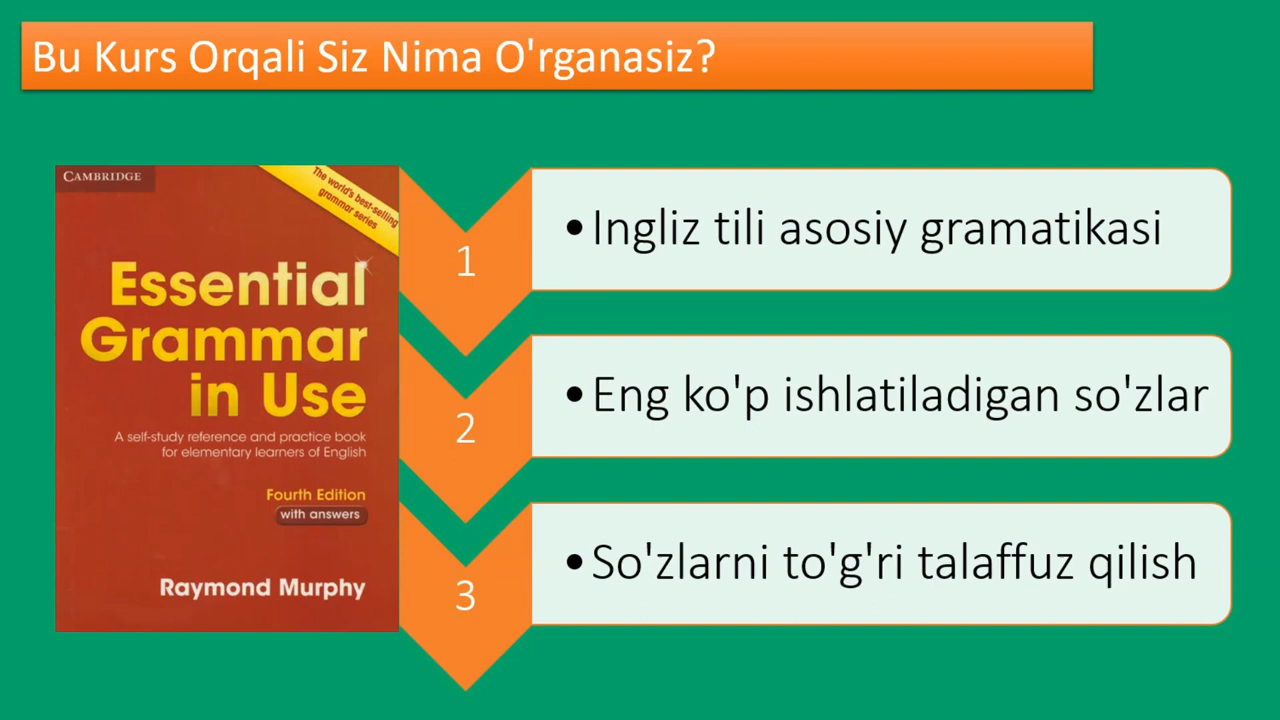 Bu Kurs Orqali Siz Nima O'rganasiz?
CAMBRIDGE
The world's best-selling
grammar series
Essential
Grammar
in Use
A self-study reference and practice book
for elementary learners of English
Fourth Edition
with answers
Raymond Murphy
1
•Ingliz tili asosiy gramatikasi
2
•Eng ko'p ishlatiladigan so'zlar
3
•So'zlarni to'g'ri talaffuz qilish